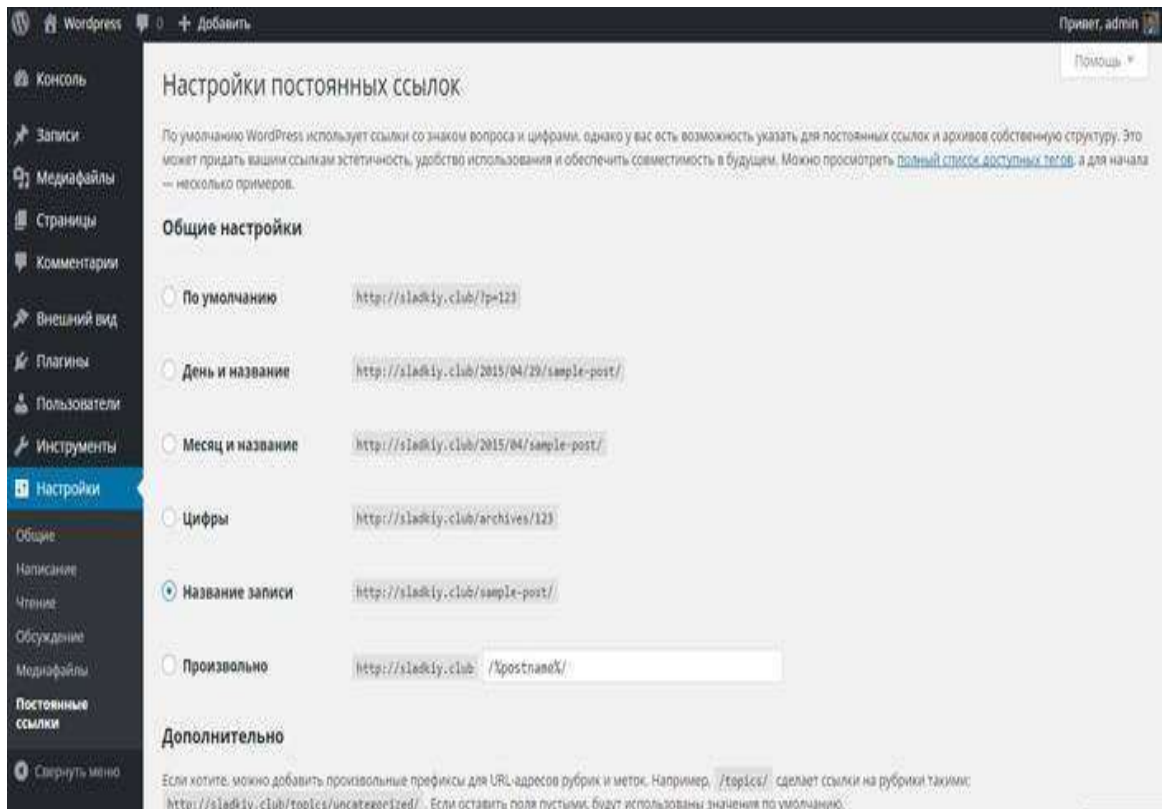 Wordpress 0 + Добавить Привет, admin
Помощь
Консоль
Записи
Медиафайлы
Страницы
Комментарии
Внешний вид
Плагины
Пользователи
Инструменты
Настройки
Общие
Написание
Чтение
Обсуждение
Медиафайлы
Постоянные
ссылки
Свернуть меню
Настройки постоянных ссылок
По умолчанию WordPress использует ссылки со знаком вопроса и цифрами, однако у вас есть возможность указать для постоянных ссылок и архивов собственную структуру. Это
может придать вашим ссылкам эстетичность, удобство использования и обеспечить совместимость в будущем. Можно просмотреть полный список доступных тегов, а для начала
— несколько примеров.
Общие настройки
По умолчанию http://sladkiy.club/?p=123
День и название http://sladkiy.club/2015/04/29/sample-post/
Месяц и название http://sladkiy.club/2015/04/sample-post/
Цифры http://sladkiy.club/archives/123
Название записи http://sladkiy.club/sample-post/
Произвольно http://sladkiy.club /%postname%/
Дополнительно
Если хотите, можно добавить произвольные префиксы для URL-адресов рубрик и меток. Например, /topics/ сделает ссылки на рубрики такими:
http://sladkiy.club/topics/uncategorized/ . Если оставить поля пустыми, будут использованы значения по умолчанию.